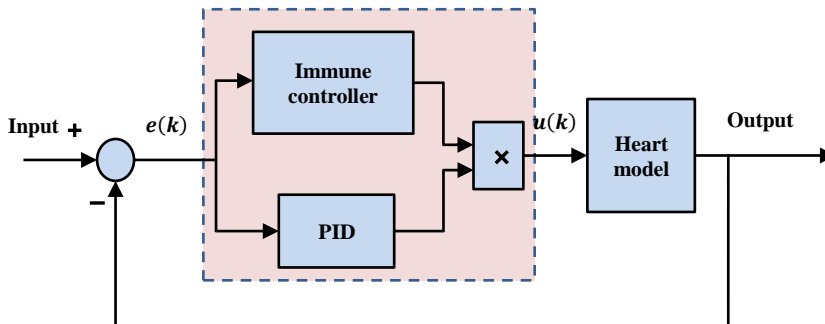 Immune
controller
Input +
e(k)
×
u(k)
Heart
model
Output
−
PID